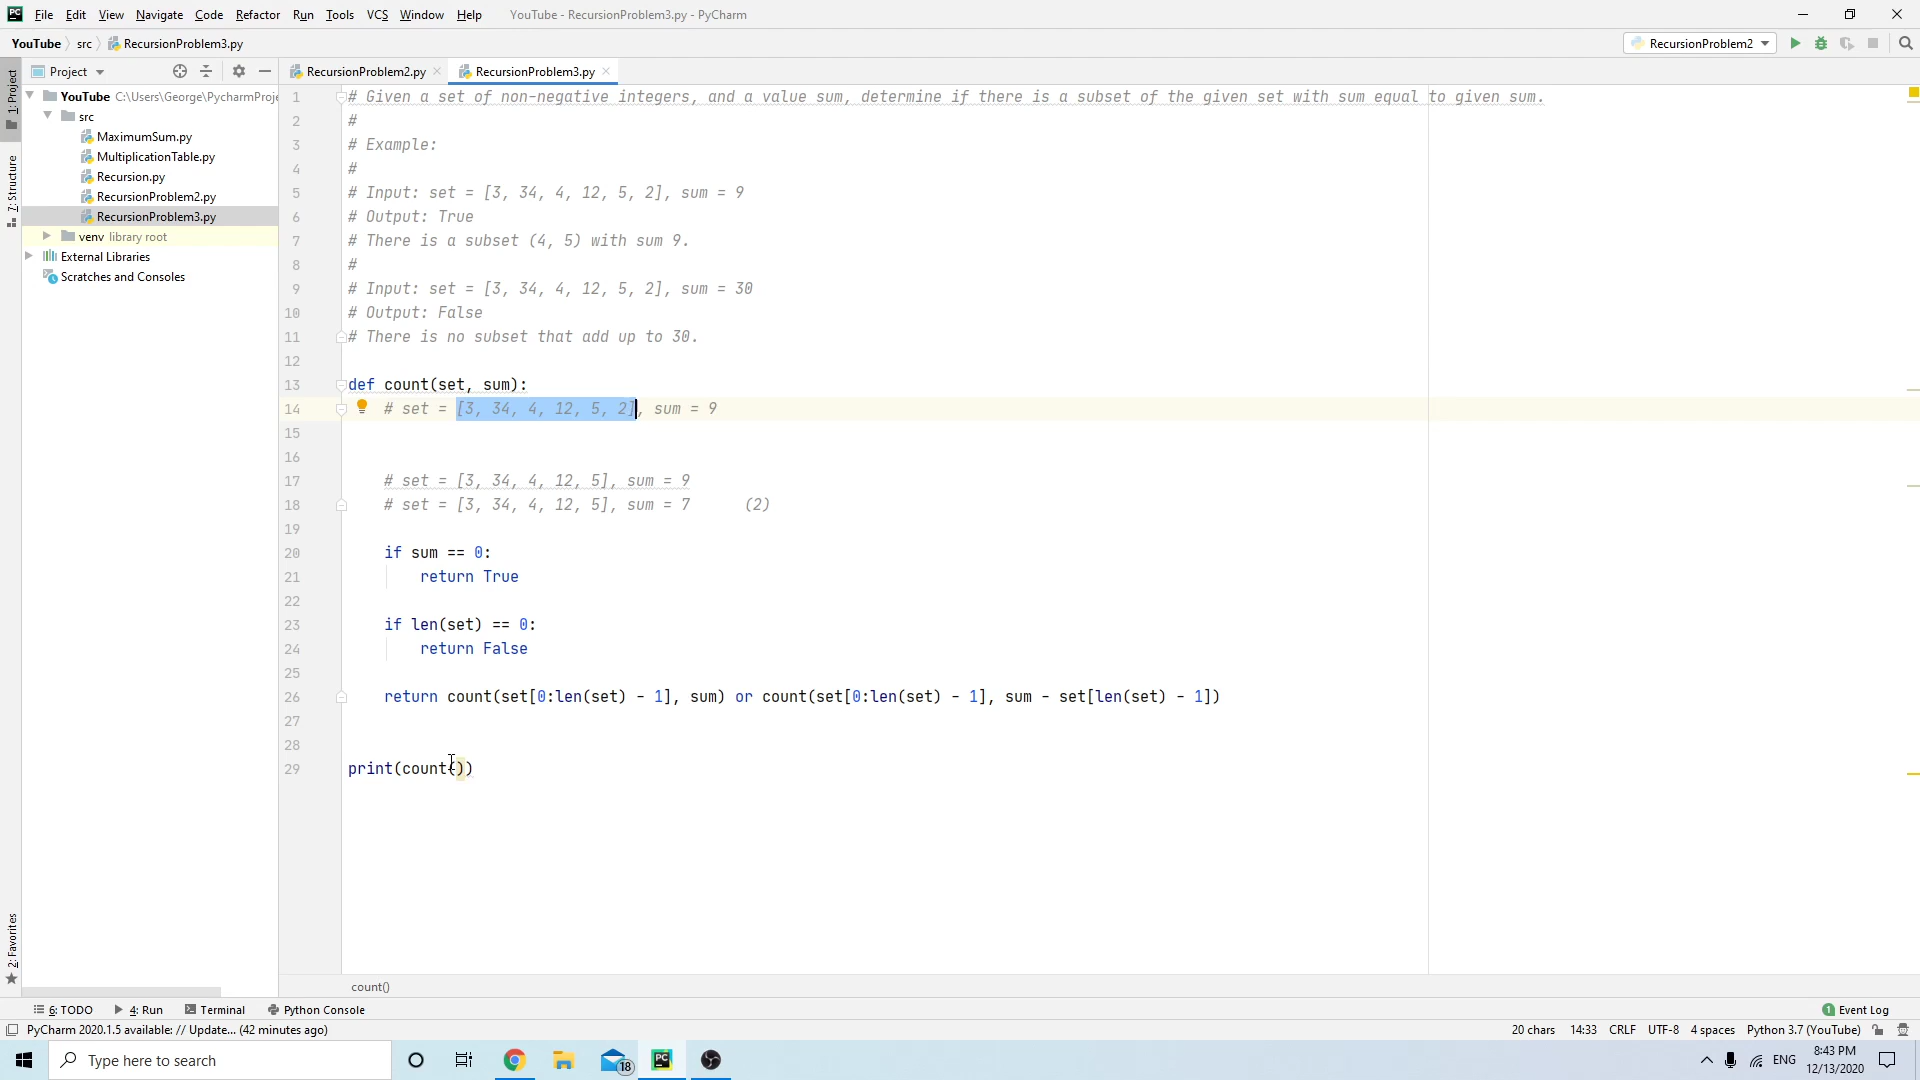 PC File Edit View Navigate Code Refactor Run Tools VCS Window Help YouTube - RecursionProblem3.py - PyCharm
YouTube src RecursionProblem3.py RecursionProblem2
Project RecursionProblem2.py RecursionProblem3.py
1: Project
7: Structure
2: Favorites
YouTube C:\Users\George\PycharmProje
src
MaximumSum.py
MultiplicationTable.py
Recursion.py
RecursionProblem2.py
RecursionProblem3.py
venv library root
External Libraries
Scratches and Consoles
1 # Given a set of non-negative integers, and a value sum, determine if there is a subset of the given set with sum equal to given sum.
2 #
3 # Example:
4 #
5 # Input: set = [3, 34, 4, 12, 5, 2], sum = 9
6 # Output: True
7 # There is a subset (4, 5) with sum 9.
8 #
9 # Input: set = [3, 34, 4, 12, 5, 2], sum = 30
10 # Output: False
11 # There is no subset that add up to 30.
12
13 def count(set, sum):
14 # set = [3, 34, 4, 12, 5, 2], sum = 9
15
16
17 # set = [3, 34, 4, 12, 5], sum = 9
18 # set = [3, 34, 4, 12, 5], sum = 7 (2)
19
20 if sum == 0:
21 return True
22
23 if len(set) == 0:
24 return False
25
26 return count(set[0:len(set) - 1], sum) or count(set[0:len(set) - 1], sum - set[len(set) - 1])
27
28
29 print(count())
count()
6: TODO 4: Run Terminal Python Console 1 Event Log
PyCharm 2020.1.5 available: // Update... (42 minutes ago) 20 chars 14:33 CRLF UTF-8 4 spaces Python 3.7 (YouTube)
Type here to search 18 PC ENG 8:43 PM
12/13/2020